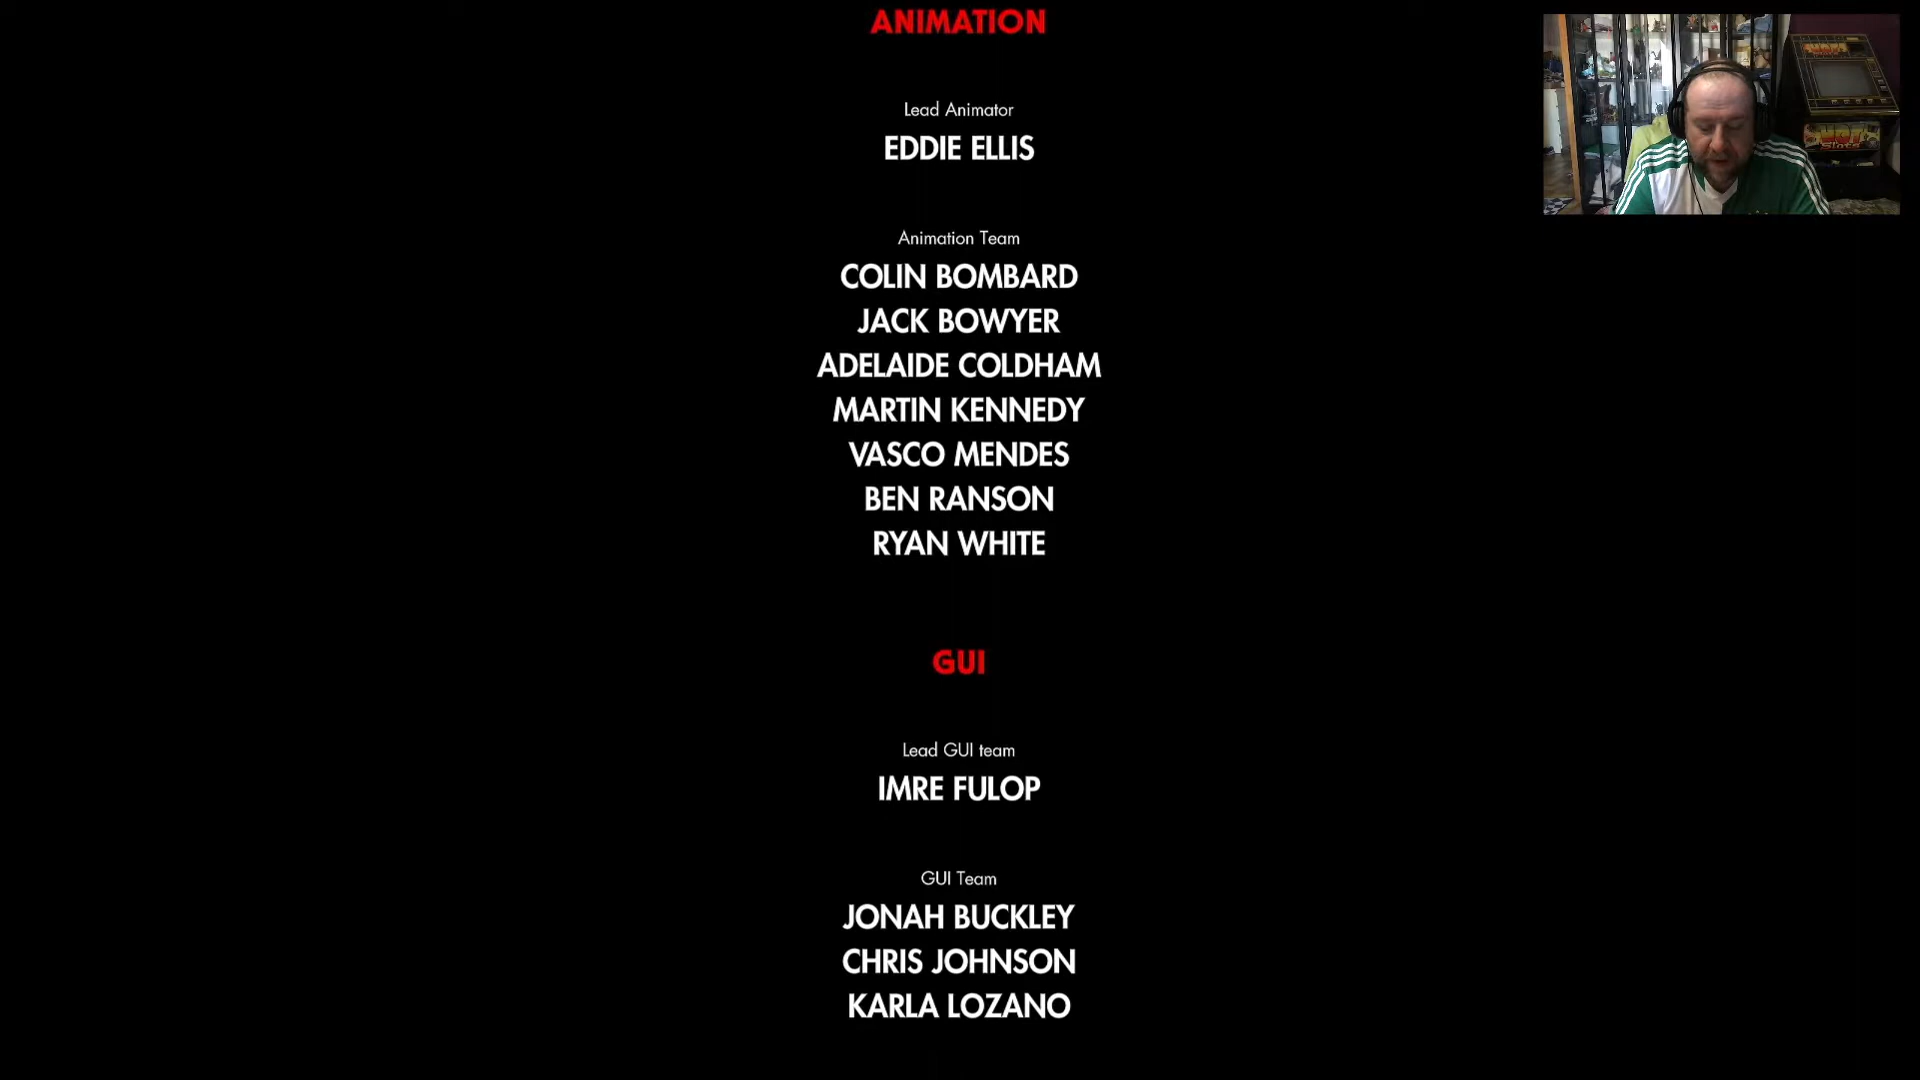 ANIMATION
Lead Animator
EDDIE ELLIS
Animation Team
COLIN BOMBARD
JACK BOWYER
ADELAIDE COLDHAM
MARTIN KENNEDY
VASCO MENDES
BEN RANSON
RYAN WHITE
GUI
Lead GUI team
IMRE FULOP
GUI Team
JONAH BUCKLEY
CHRIS JOHNSON
KARLA LOZANO